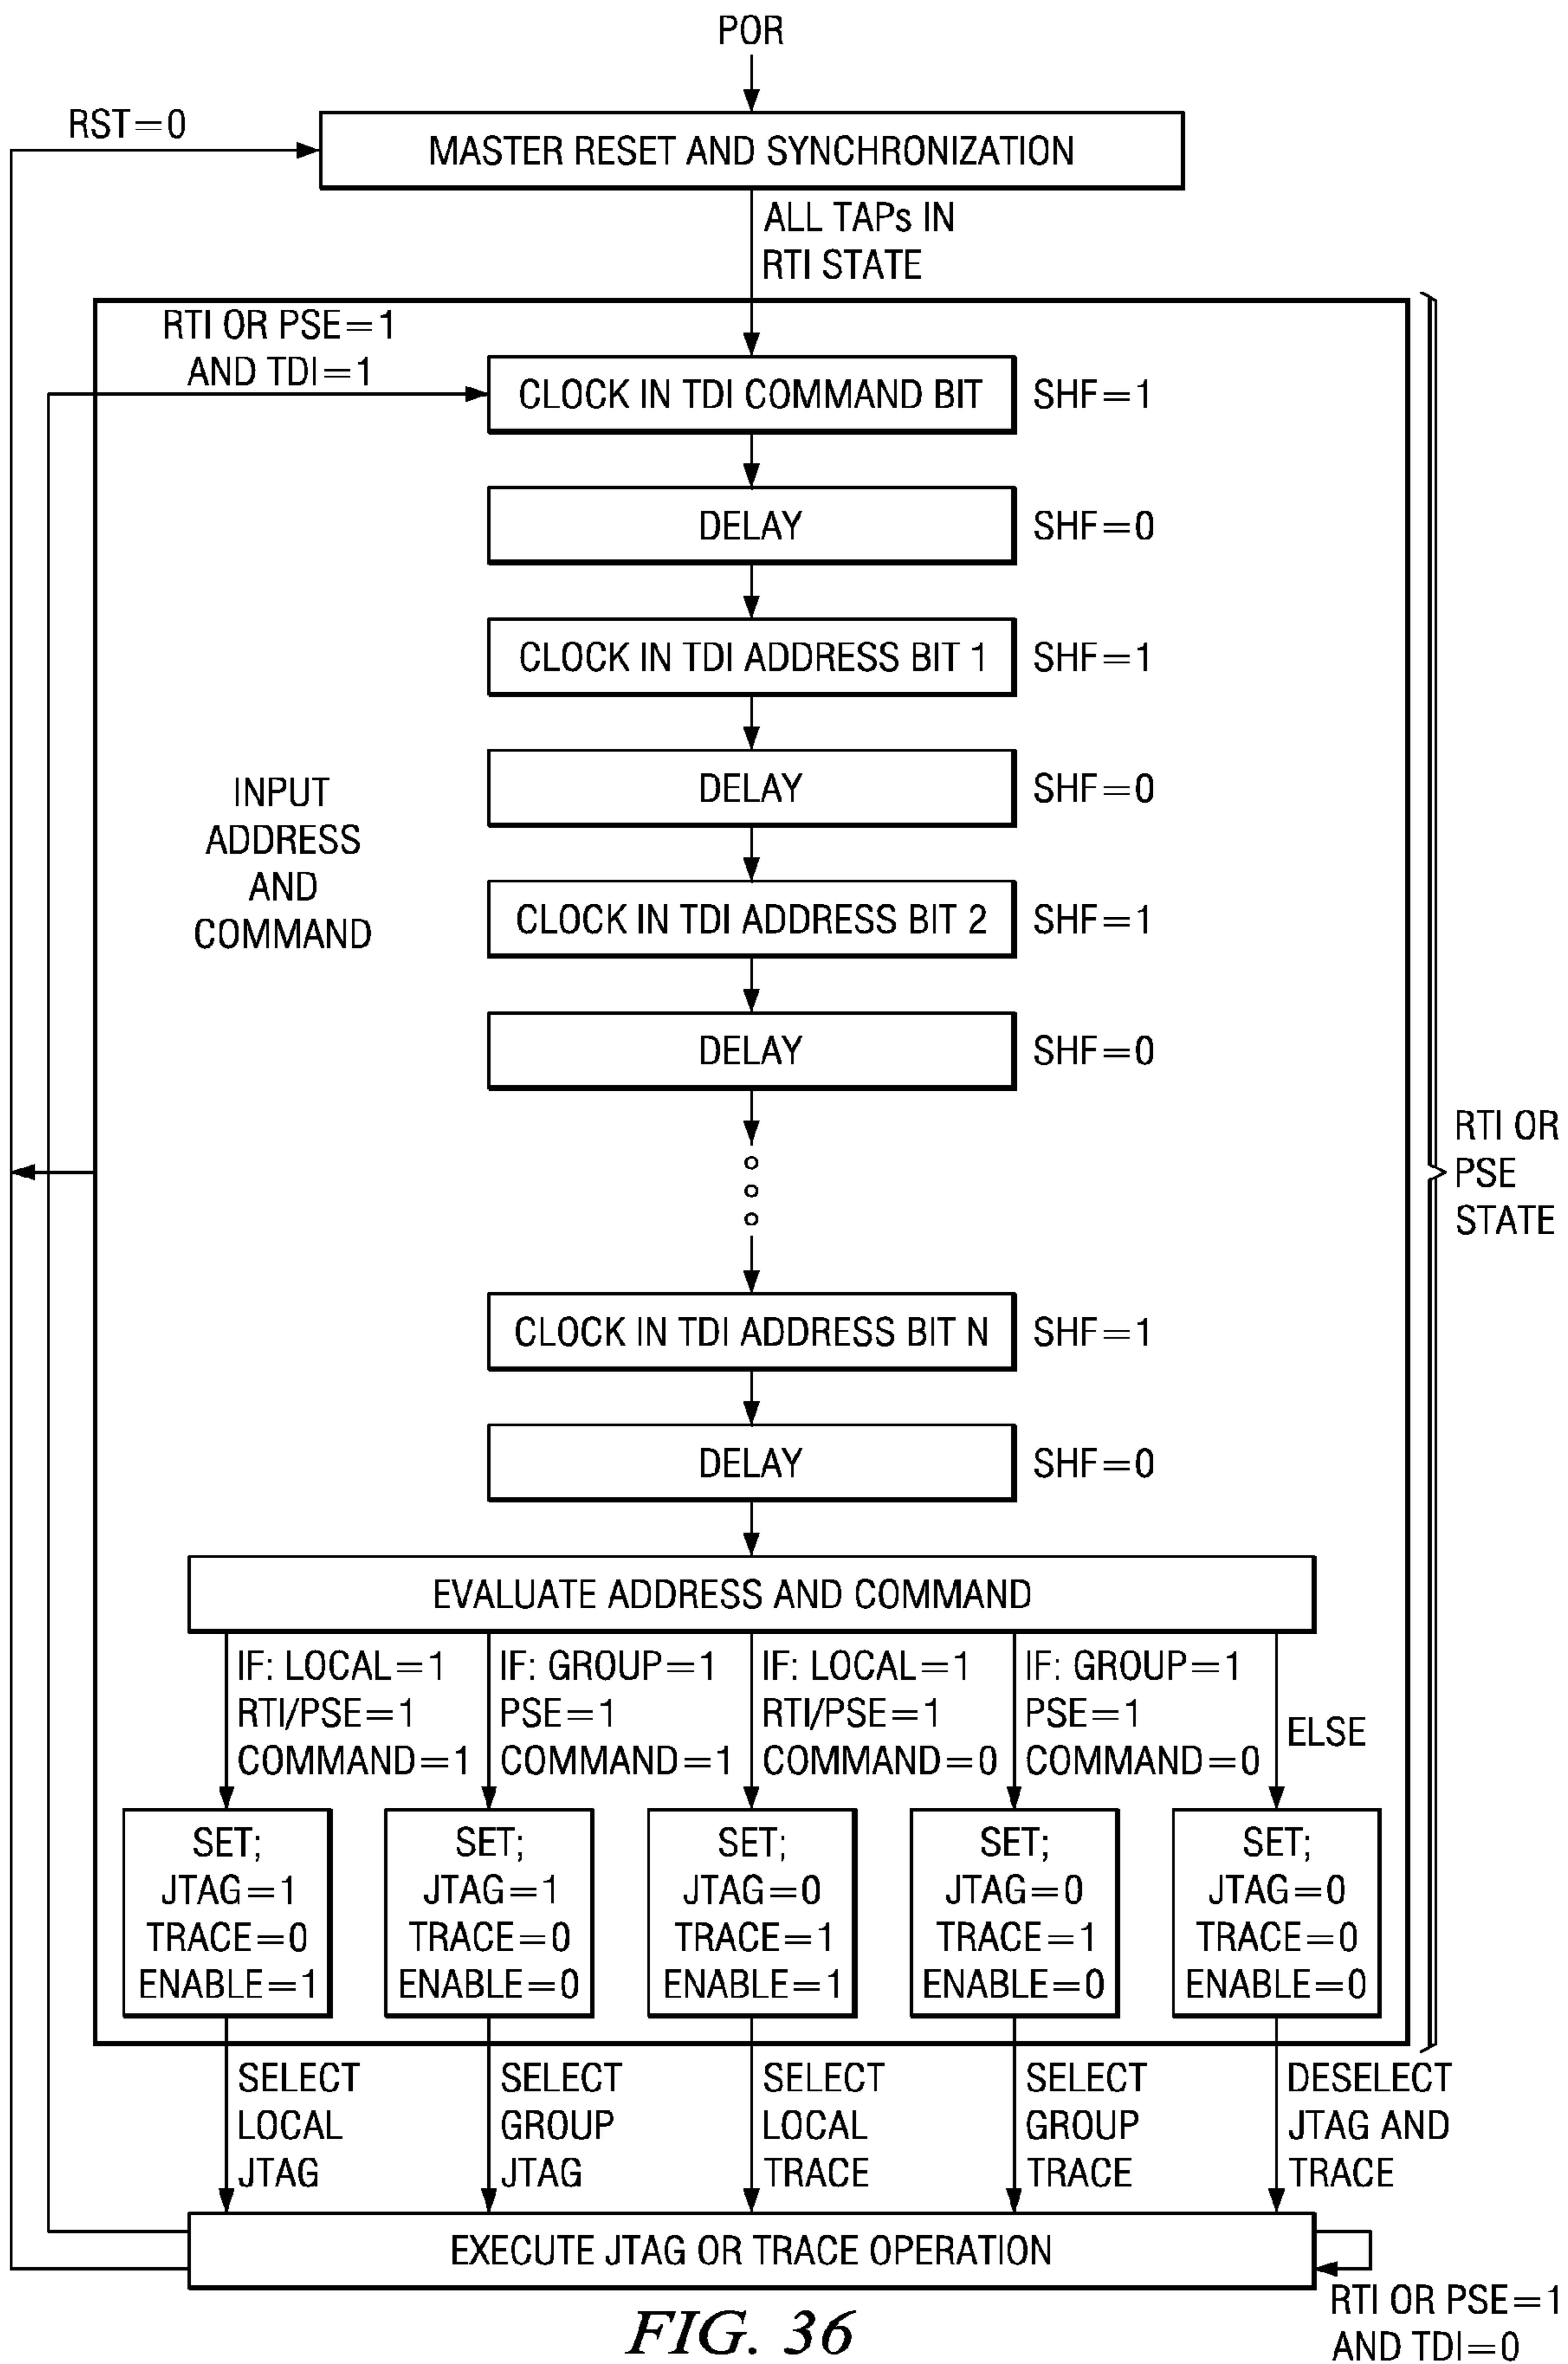 POR
RST=0
MASTER RESET AND SYNCHRONIZATION
ALL TAPs IN
RTI STATE
RTI OR PSE=1
AND TDI=1
CLOCK IN TDI COMMAND BIT
SHF=1
DELAY
SHF=0
CLOCK IN TDI ADDRESS BIT 1
SHF=1
DELAY
SHF=0
INPUT
ADDRESS
AND
COMMAND
CLOCK IN TDI ADDRESS BIT 2
SHF=1
DELAY
SHF=0
RTI OR
PSE
STATE
CLOCK IN TDI ADDRESS BIT N
SHF=1
DELAY
SHF=0
EVALUATE ADDRESS AND COMMAND
IF: LOCAL=1
RTI/PSE=1
COMMAND=1
IF: GROUP=1
PSE=1
COMMAND=1
IF: LOCAL=1
RTI/PSE=1
COMMAND=0
IF: GROUP=1
PSE=1
COMMAND=0
ELSE
SET;
JTAG=1
TRACE=0
ENABLE=1
SET;
JTAG=1
TRACE=0
ENABLE=0
SET;
JTAG=0
TRACE=1
ENABLE=1
SET;
JTAG=0
TRACE=1
ENABLE=0
SET;
JTAG=0
TRACE=0
ENABLE=0
SELECT
LOCAL
JTAG
SELECT
GROUP
JTAG
SELECT
LOCAL
TRACE
SELECT
GROUP
TRACE
DESELECT
JTAG AND
TRACE
EXECUTE JTAG OR TRACE OPERATION
RTI OR PSE=1
AND TDI=0
FIG. 36